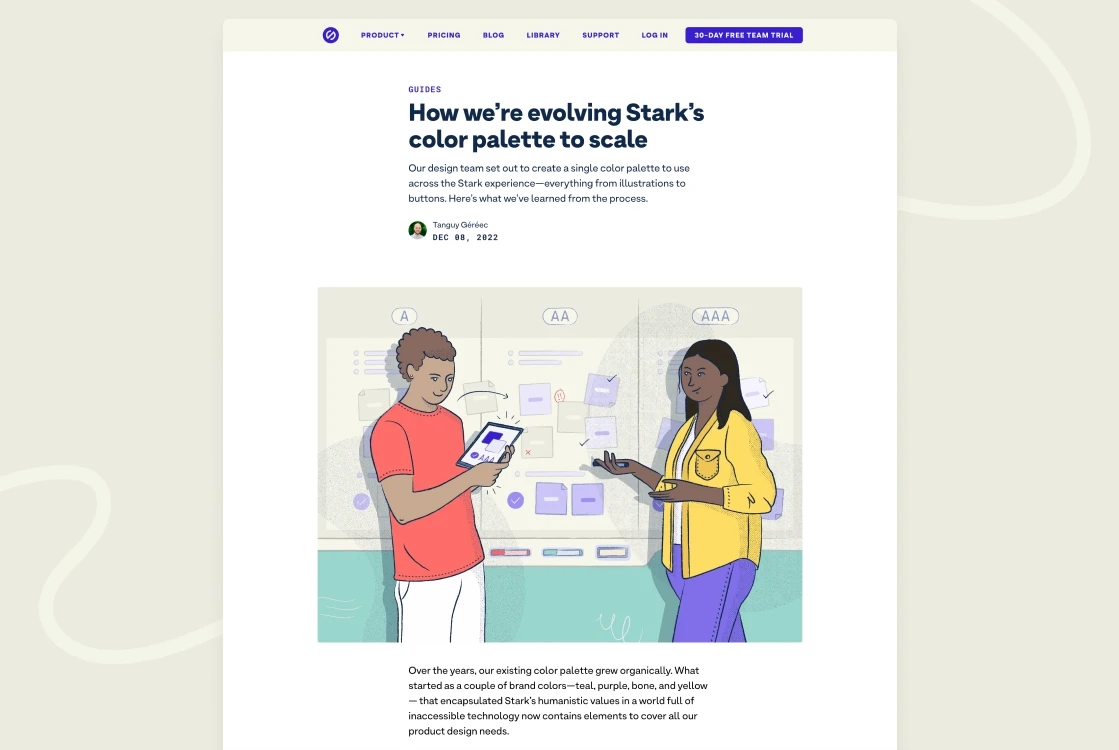 PRODUCT
PRICING
BLOG
LIBRARY
SUPPORT
LOG IN
30-DAY FREE TEAM TRIAL
GUIDES
How we’re evolving Stark’s
color palette to scale
Our design team set out to create a single color palette to use
across the Stark experience—everything from illustrations to
buttons. Here’s what we’ve learned from the process.
Tanguy Géréec
DEC 08, 2022
A
AA
AAA
AAA
Over the years, our existing color palette grew organically. What
started as a couple of brand colors—teal, purple, bone, and yellow
— that encapsulated Stark’s humanistic values in a world full of
inaccessible technology now contains elements to cover all our
product design needs.